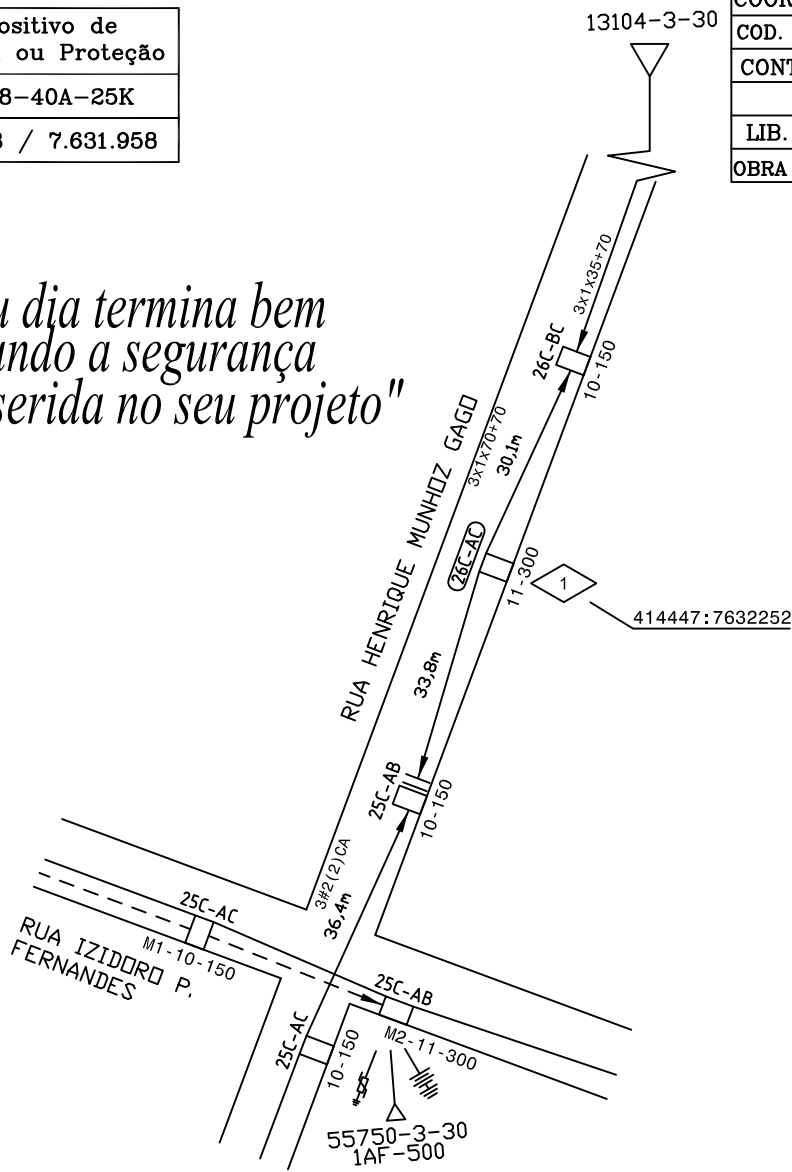 ositivo de
ou Proteção
8-40A-25K
/ 7.631.958
13104-3-30
COOR
COD.
CONT
LIB.
OBRA
dia termina bem
ando a segurança
serida no seu projeto"
3x1x35+70
26C-BC
10-150
RUA HENRIQUE MUNHOZ GAGO
3x1x70+70
30,1m
26C-AC
11-300
1
414447:7632252
33,8m
25C-AB
10-150
3#2(2)CA
36,4m
25C-AC
M1-10-150
RUA IZIDORO P.
FERNANDES
25C-AB
M2-11-300
25C-AC
10-150
55750-3-30
1AF-500